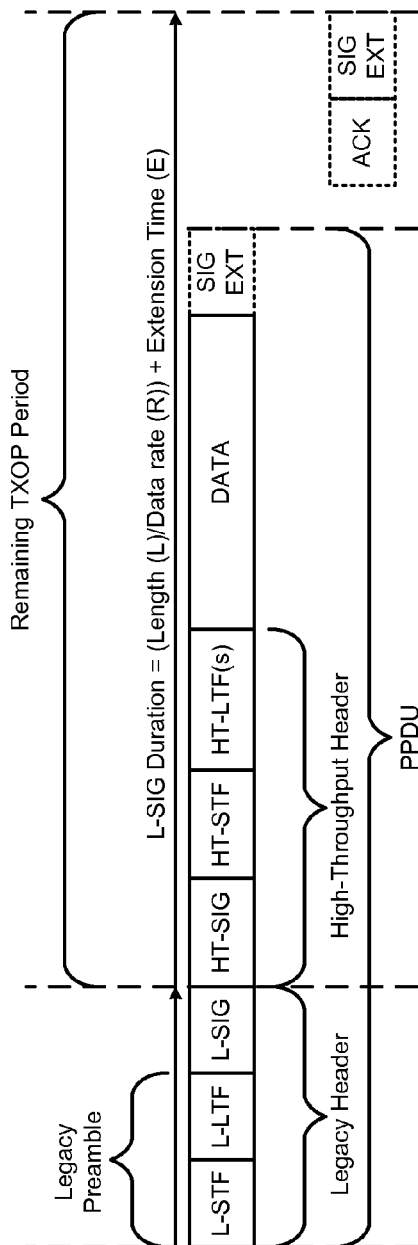 Remaining TXOP Period
Legacy
Preamble
L-SIG Duration = (Length (L)/Data rate (R)) + Extension Time (E)
L-STF
L-LTF
L-SIG
HT-SIG
HT-STF
HT-LTF(s)
DATA
SIG
EXT
ACK
SIG
EXT
Legacy Header
High-Throughput Header
PPDU